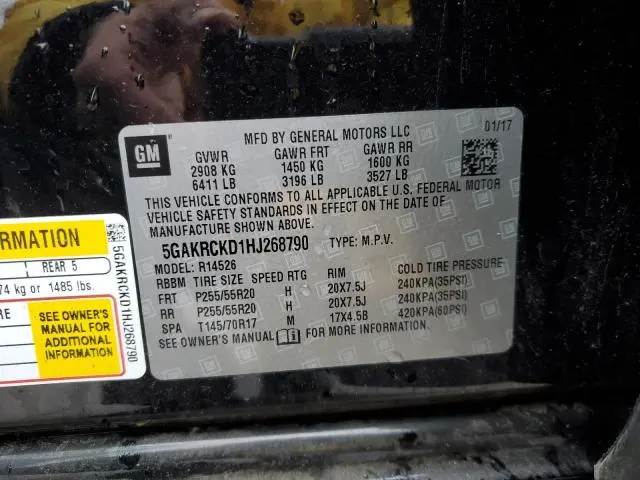 GM
MFD BY GENERAL MOTORS LLC 01/17
GVWR GAWR FRT GAWR RR
2908 KG 1450 KG 1600 KG
6411 LB 3196 LB 3527 LB
THIS VEHICLE CONFORMS TO ALL APPLICABLE U.S. FEDERAL MOTOR
VEHICLE SAFETY STANDARDS IN EFFECT ON THE DATE OF
MANUFACTURE SHOWN ABOVE.
5GAKRCKD1HJ268790 TYPE: M.P.V.
MODEL: R14526
RBBM TIRE SIZE SPEED RTG RIM COLD TIRE PRESSURE
FRT P255/55R20 H 20X7.5J 240KPA(35PSI)
RR P255/55R20 H 20X7.5J 240KPA(35PSI)
SPA T145/70R17 M 17X4.5B 420KPA(60PSI)
SEE OWNER'S MANUAL FOR MORE INFORMATION
RMATION
REAR 5
74 kg or 1485 lbs.
RE
SEE OWNER'S
MANUAL FOR
ADDITIONAL
INFORMATION
5GAKRCKD1HJ268790